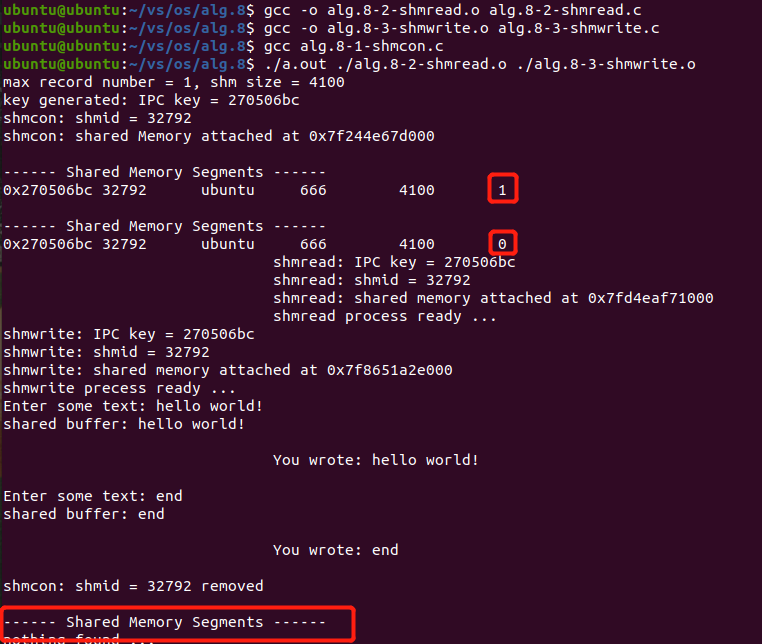 ubuntu@ubuntu:~/vs/os/alg.8$ gcc -o alg.8-2-shmread.o alg.8-2-shmread.c
ubuntu@ubuntu:~/vs/os/alg.8$ gcc -o alg.8-3-shmwrite.o alg.8-3-shmwrite.c
ubuntu@ubuntu:~/vs/os/alg.8$ gcc alg.8-1-shmcon.c
ubuntu@ubuntu:~/vs/os/alg.8$ ./a.out ./alg.8-2-shmread.o ./alg.8-3-shmwrite.o
max record number = 1, shm size = 4100
key generated: IPC key = 270506bc
shmcon: shmid = 32792
shmcon: shared Memory attached at 0x7f244e67d000
------ Shared Memory Segments ------
0x270506bc 32792      ubuntu     666        4100       1
------ Shared Memory Segments ------
0x270506bc 32792      ubuntu     666        4100       0
shmread: IPC key = 270506bc
shmread: shmid = 32792
shmread: shared memory attached at 0x7fd4eaf71000
shmread process ready ...
shmwrite: IPC key = 270506bc
shmwrite: shmid = 32792
shmwrite: shared memory attached at 0x7f8651a2e000
shmwrite precess ready ...
Enter some text: hello world!
shared buffer: hello world!
You wrote: hello world!
Enter some text: end
shared buffer: end
You wrote: end
shmcon: shmid = 32792 removed
------ Shared Memory Segments ------
nothing found ...